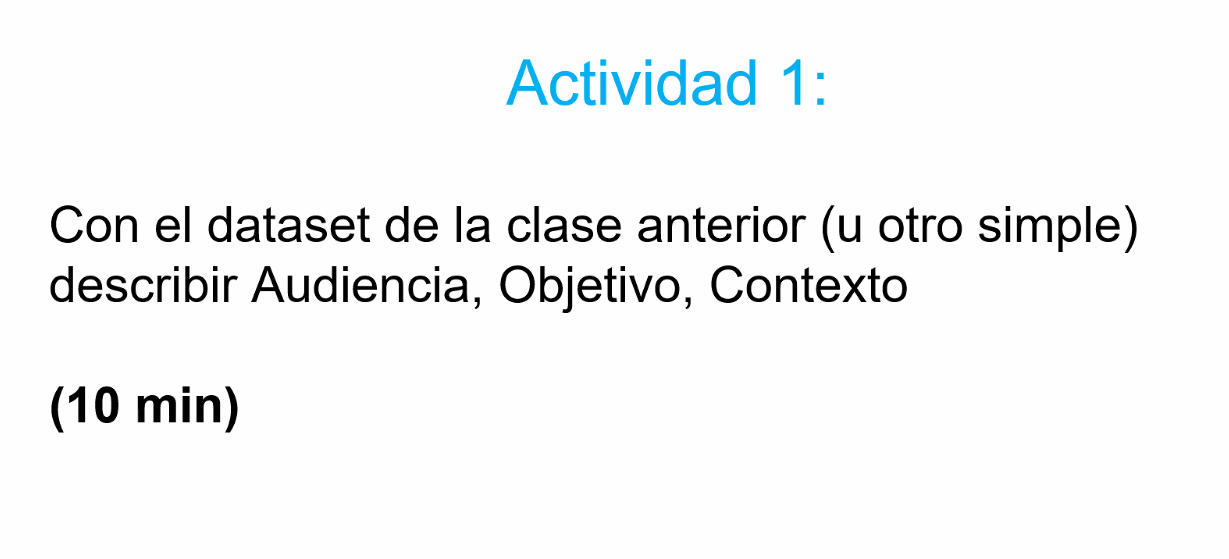 Actividad 1:
Con el dataset de la clase anterior (u otro simple)
describir Audiencia, Objetivo, Contexto
(10 min)